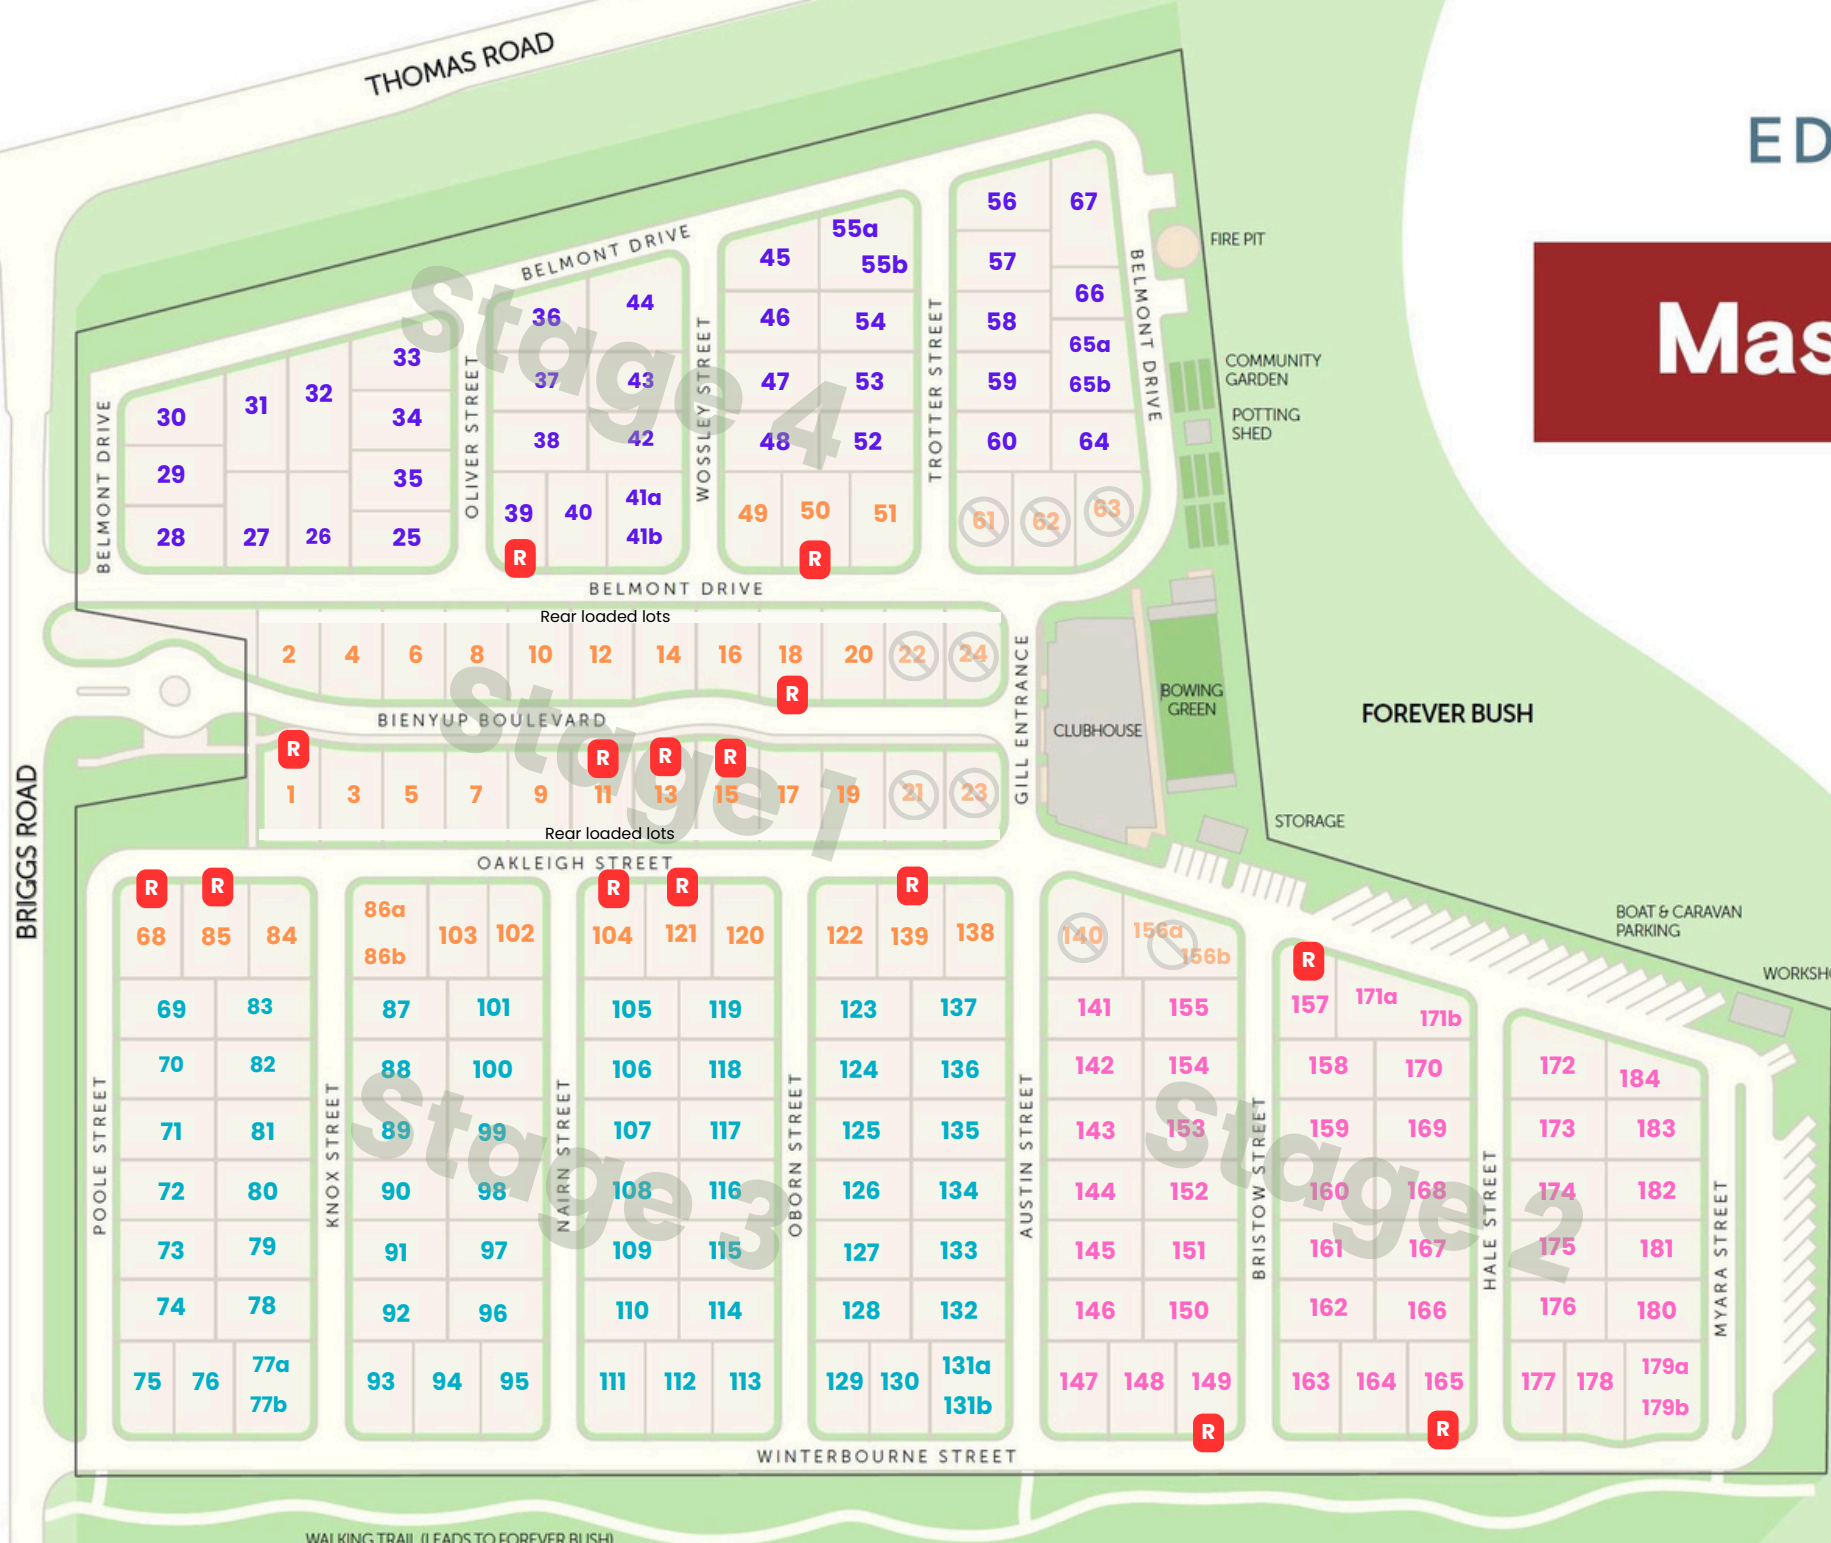 THOMAS ROAD
ED
Mas
BELMONT DRIVE
FIRE PIT
COMMUNITY
GARDEN
POTTING
SHED
BELMONT DRIVE
OLIVER STREET
WOSSLEY STREET
TROTTER STREET
BELMONT DRIVE
Stage 4
30 31 32 33
29 34
28 27 26 35
25
36 44
37 43
38 42
39 40 41a
41b
R
45 55a
55b
46 54
47 53
48 52
49 50 51
R
56 67
57 66
58 65a
59 65b
60 64
61 62 63
BELMONT DRIVE
Rear loaded lots
2 4 6 8 10 12 14 16 18 20 22 24
R
BIENYUP BOULEVARD
Stage 1
R R R R
1 3 5 7 9 11 13 15 17 19 21 23
Rear loaded lots
GILL ENTRANCE
CLUBHOUSE
BOWING
GREEN
FOREVER BUSH
STORAGE
BOAT & CARAVAN
PARKING
WORKSH
BRIGGS ROAD
OAKLEIGH STREET
R R R R R
68 85 84
69 83
70 82
71 81
72 80
73 79
74 78
75 76 77a
77b
86a
86b 103 102
87 101
88 100
89 99
90 98
91 97
92 96
93 94 95
104 121 120
105 119
106 118
107 117
108 116
109 115
110 114
111 112 113
122 139 138
123 137
124 136
125 135
126 134
127 133
128 132
129 130 131a
131b
140 156a
156b
141 155
142 154
143 153
144 152
145 151
146 150
147 148 149
R
R
157 171a
171b
158 170
159 169
160 168
161 167
162 166
163 164 165
R
172 184
173 183
174 182
175 181
176 180
177 178 179a
179b
POOLE STREET
KNOX STREET
NAIRN STREET
OBORN STREET
AUSTIN STREET
BRISTOW STREET
HALE STREET
MYARA STREET
Stage 3
Stage 2
WINTERBOURNE STREET
WALKING TRAIL (LEADS TO FOREVER BUSH)